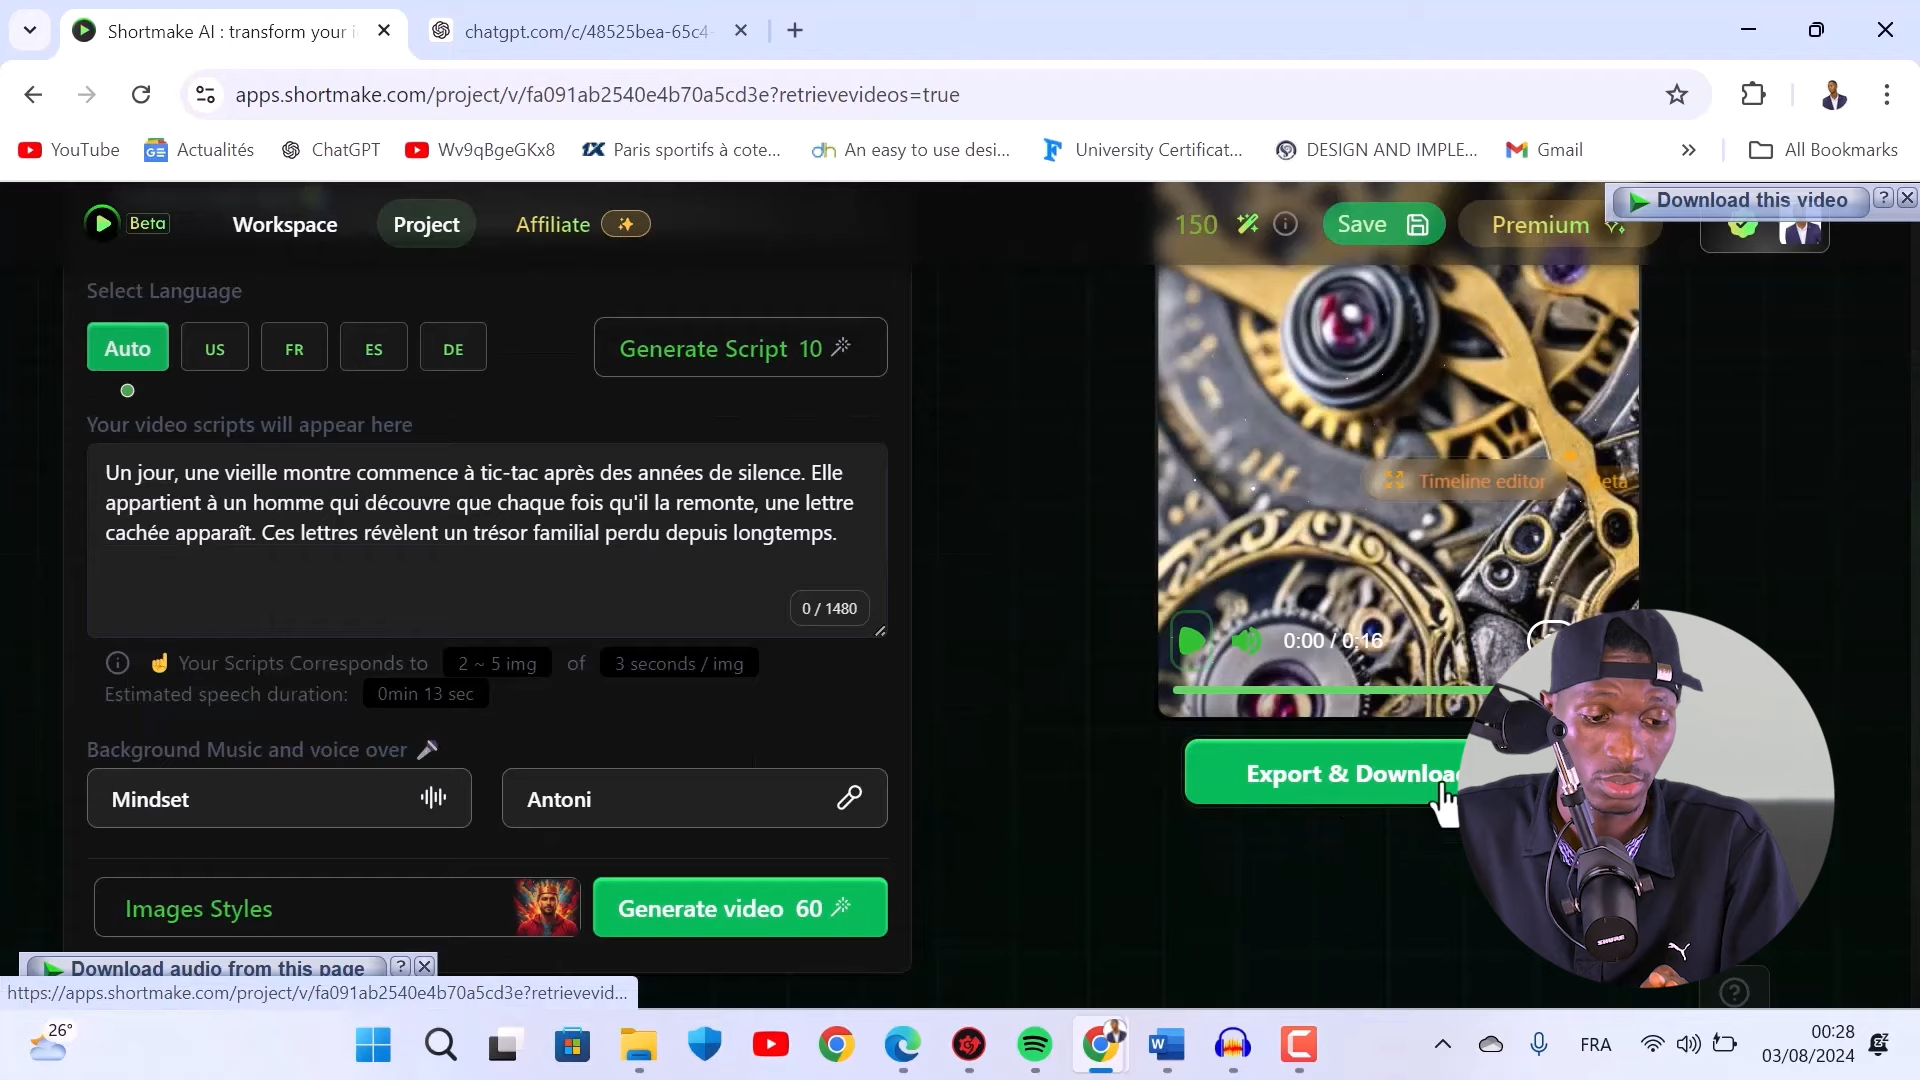 Shortmake AI : transform your i
chatgpt.com/c/48525bea-65c4-
apps.shortmake.com/project/v/fa091ab2540e4b70a5cd3e?retrievevideos=true
YouTube
Actualités
ChatGPT
Wv9qBgeGKx8
Paris sportifs à cote...
An easy to use desi...
University Certificat...
DESIGN AND IMPLE...
Gmail
All Bookmarks
Download this video
?
Beta
Workspace
Project
Affiliate
150
Save
Premium
Select Language
Auto
US
FR
ES
DE
Generate Script 10
Your video scripts will appear here
Un jour, une vieille montre commence à tic-tac après des années de silence. Elle
appartient à un homme qui découvre que chaque fois qu'il la remonte, une lettre
cachée apparaît. Ces lettres révèlent un trésor familial perdu depuis longtemps.
0 / 1480
Your Scripts Corresponds to 2 ~ 5 img of 3 seconds / img
Estimated speech duration: 0min 13 sec
Timeline editor
Beta
0:00 / 0:16
Export & Download
Background Music and voice over
Mindset
Antoni
Images Styles
Generate video 60
Download audio from this page
?
https://apps.shortmake.com/project/v/fa091ab2540e4b70a5cd3e?retrievevid...
SHURE
26°
FRA
00:28
03/08/2024